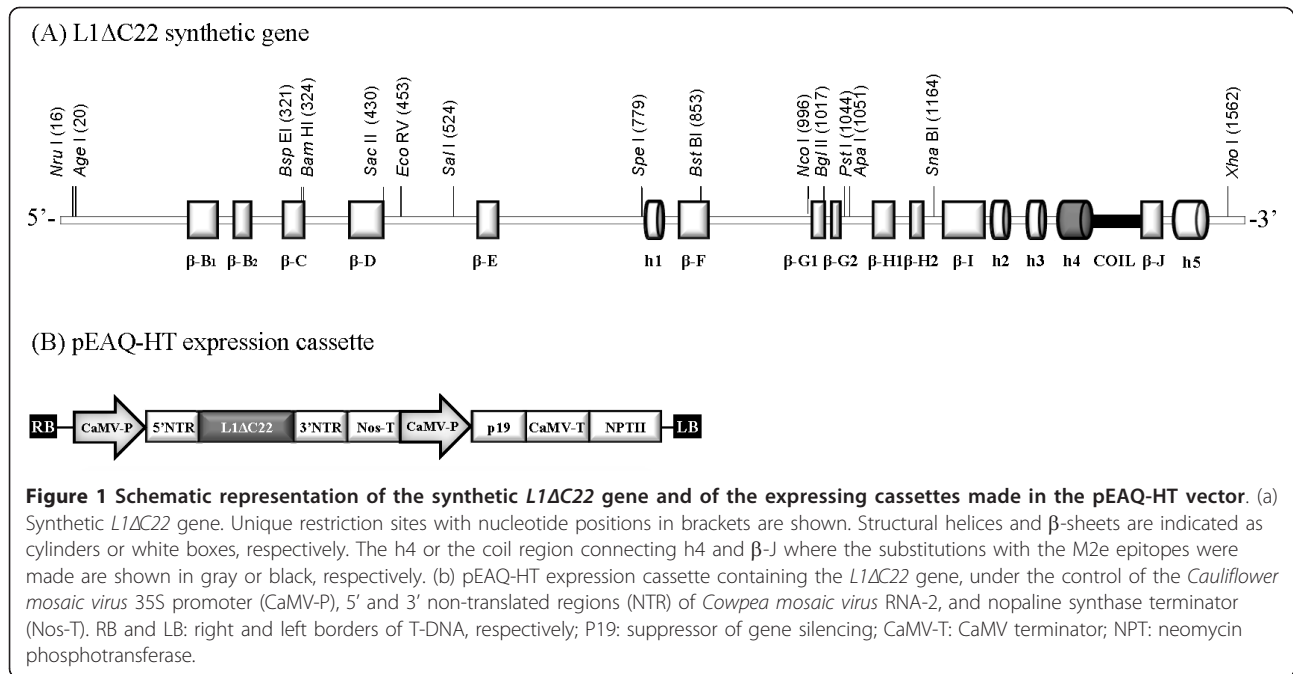 (A) L1ΔC22 synthetic gene
Nru I (16)
Age I (20)
Bsp EI (321)
Bam HI (324)
Sac II (430)
Eco RV (453)
Sal I (524)
Spe I (779)
Bst BI (853)
Nco I (996)
Bgl II (1017)
Pst I (1044)
Apa I (1051)
Sna BI (1164)
Xho I (1562)
5’- -3’
β-B1 β-B2 β-C β-D β-E h1 β-F β-G1 β-G2 β-H1 β-H2 β-I h2 h3 h4 COIL β-J h5
(B) pEAQ-HT expression cassette
RB CaMV-P 5’NTR L1ΔC22 3’NTR Nos-T CaMV-P p19 CaMV-T NPTII LB
Figure 1 Schematic representation of the synthetic L1ΔC22 gene and of the expressing cassettes made in the pEAQ-HT vector. (a)
Synthetic L1ΔC22 gene. Unique restriction sites with nucleotide positions in brackets are shown. Structural helices and β-sheets are indicated as
cylinders or white boxes, respectively. The h4 or the coil region connecting h4 and β-J where the substitutions with the M2e epitopes were
made are shown in gray or black, respectively. (b) pEAQ-HT expression cassette containing the L1ΔC22 gene, under the control of the Cauliflower
mosaic virus 35S promoter (CaMV-P), 5’ and 3’ non-translated regions (NTR) of Cowpea mosaic virus RNA-2, and nopaline synthase terminator
(Nos-T). RB and LB: right and left borders of T-DNA, respectively; P19: suppressor of gene silencing; CaMV-T: CaMV terminator; NPT: neomycin
phosphotransferase.